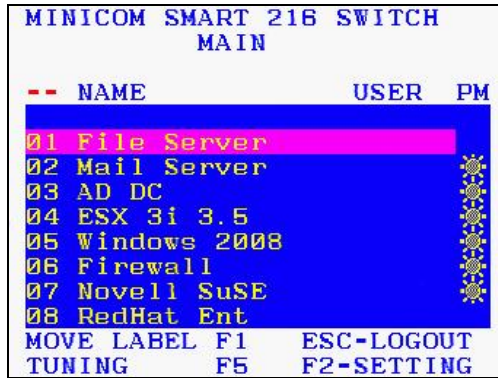 MINICOM SMART 216 SWITCH
MAIN
-- NAME USER PM
01 File Server
02 Mail Server
03 AD DC
04 ESX 3i 3.5
05 Windows 2008
06 Firewall
07 Novell SuSE
08 RedHat Ent
MOVE LABEL F1 ESC-LOGOUT
TUNING F5 F2-SETTING